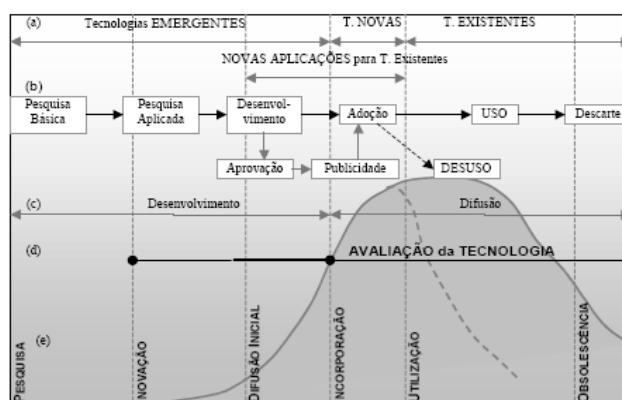 (a) Tecnologias EMERGENTES T. NOVAS T. EXISTENTES
NOVAS APLICAÇÕES para T. Existentes
(b)
Pesquisa Básica
Pesquisa Aplicada
Desenvol-
vimento
Adoção
USO
Descarte
Aprovação
Publicidade
DESUSO
(c) Desenvolvimento Difusão
(d) AVALIAÇÃO da TECNOLOGIA
(e)
PESQUISA
INOVAÇÃO
DIFUSÃO INICIAL
INCORPORAÇÃO
UTILIZAÇÃO
OBSOLESCÊNCIA